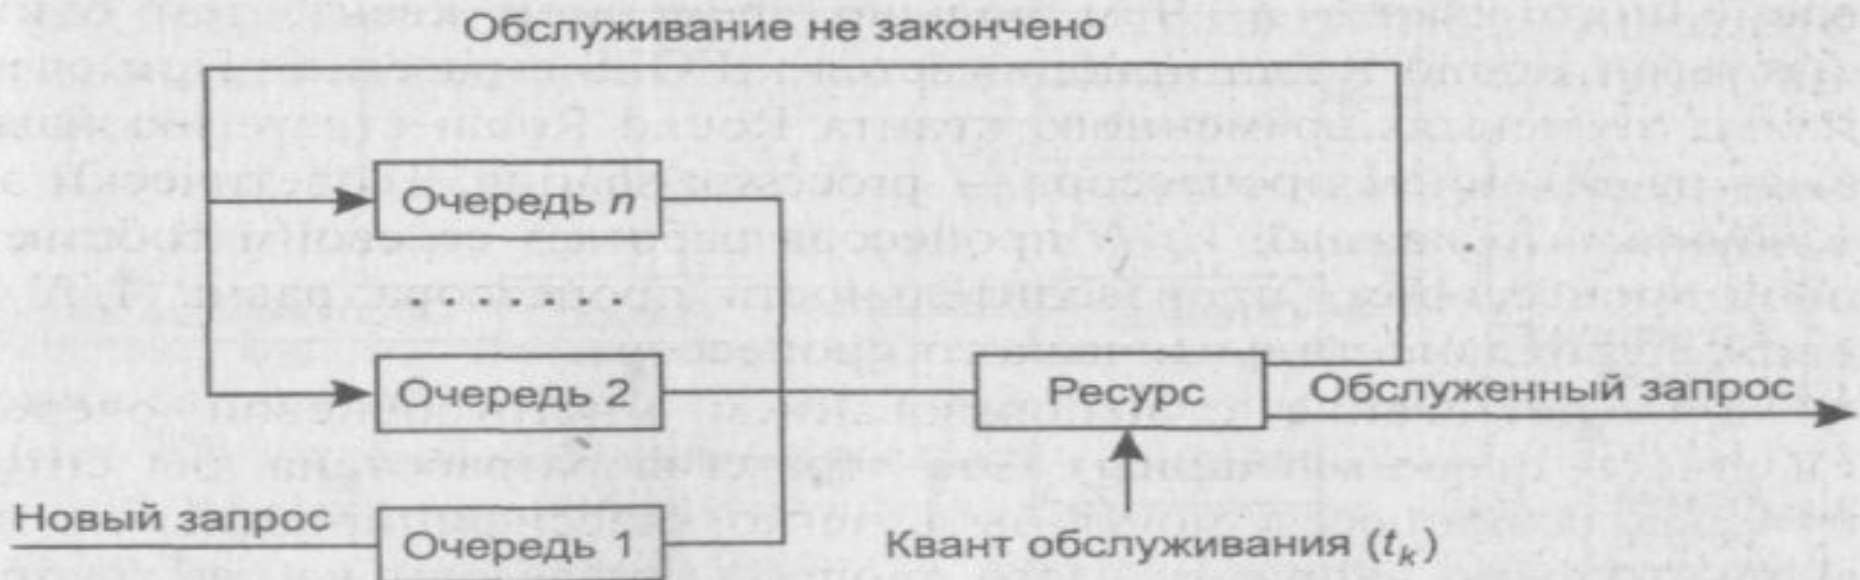 Обслуживание не закончено
Очередь n
.......
Очередь 2
Ресурс
Обслуженный запрос
Новый запрос
Очередь 1
Квант обслуживания (tₖ)